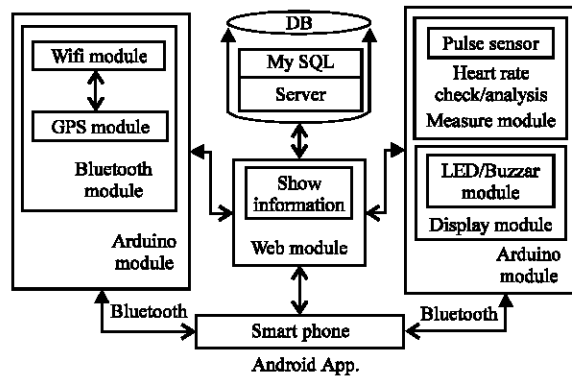 DB
My SQL
Server
Wifi module
GPS module
Bluetooth
module
Arduino
module
Pulse sensor
Heart rate
check/analysis
Measure module
LED/Buzzar
module
Display module
Arduino
module
Show
information
Web module
Bluetooth
Bluetooth
Smart phone
Android App.